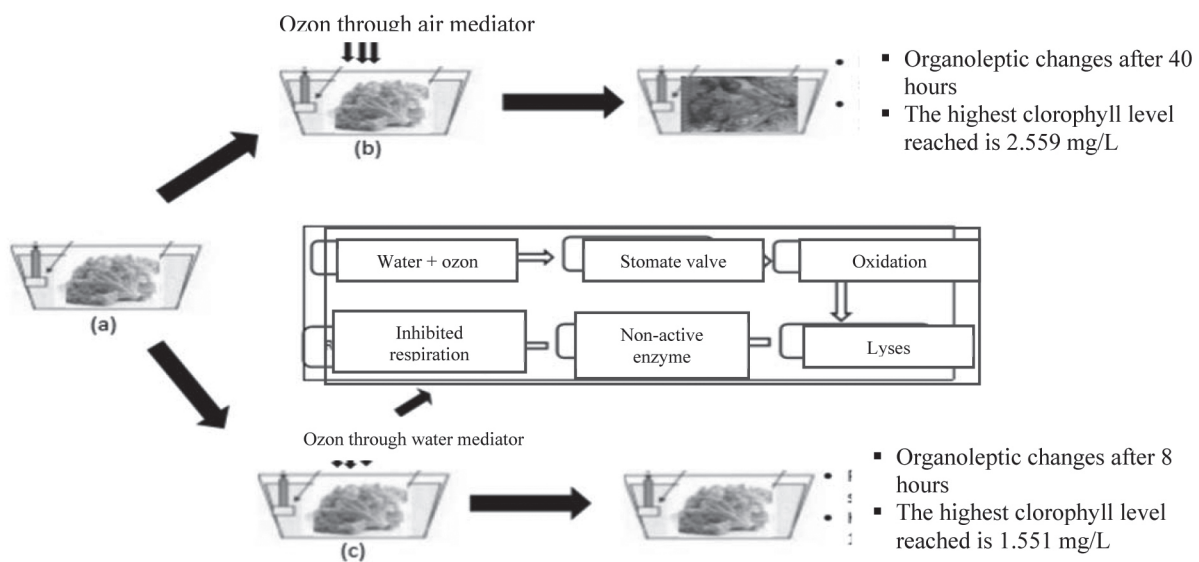 Ozon through air mediator
(b)
▪ Organoleptic changes after 40
hours
▪ The highest clorophyll level
reached is 2.559 mg/L
(a)
Water + ozon
Stomate valve
Oxidation
Inhibited
respiration
Non-active
enzyme
Lyses
Ozon through water mediator
(c)
▪ Organoleptic changes after 8
hours
▪ The highest clorophyll level
reached is 1.551 mg/L